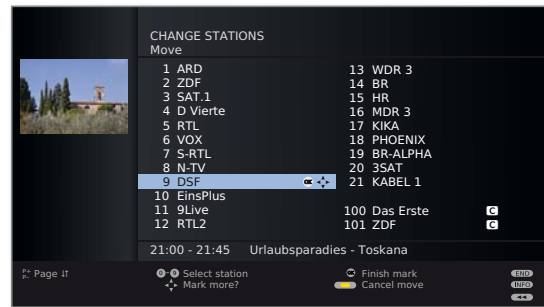 CHANGE STATIONS
Move
1 ARD
2 ZDF
3 SAT.1
4 D Vierte
5 RTL
6 VOX
7 S-RTL
8 N-TV
9 DSF OK
10 EinsPlus
11 9Live
12 RTL2
13 WDR 3
14 BR
15 HR
16 MDR 3
17 KIKA
18 PHOENIX
19 BR-ALPHA
20 3SAT
21 KABEL 1
100 Das Erste C
101 ZDF C
21:00 - 21:45 Urlaubsparadies - Toskana
P+ P- Page
0-9 Select station
Mark more?
OK Finish mark
Cancel move
END
INFO